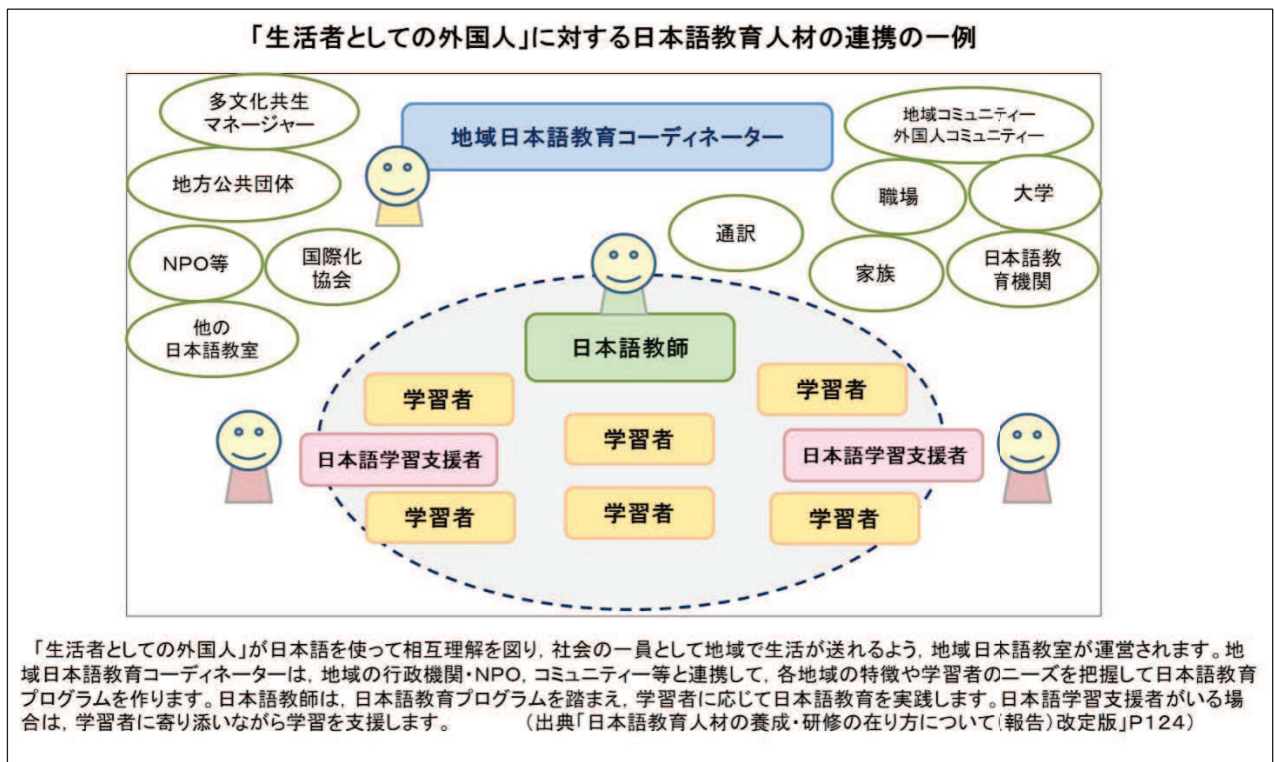 「生活者としての外国人」に対する日本語教育人材の連携の一例
多文化共生
マネージャー
地域日本語教育コーディネーター
地域コミュニティー
外国人コミュニティー
地方公共団体
職場
大学
通訳
NPO等
国際化
協会
家族
日本語教
育機関
他の
日本語教室
日本語教師
学習者
学習者
学習者
日本語学習支援者
日本語学習支援者
学習者
学習者
学習者
「生活者としての外国人」が日本語を使って相互理解を図り，社会の一員として地域で生活が送れるよう，地域日本語教室が運営されます。地
域日本語教育コーディネーターは，地域の行政機関・NPO，コミュニティー等と連携して，各地域の特徴や学習者のニーズを把握して日本語教育
プログラムを作ります。日本語教師は，日本語教育プログラムを踏まえ，学習者に応じて日本語教育を実践します。日本語学習支援者がいる場
合は，学習者に寄り添いながら学習を支援します。　（出典「日本語教育人材の養成・研修の在り方について（報告）改定版」P124）